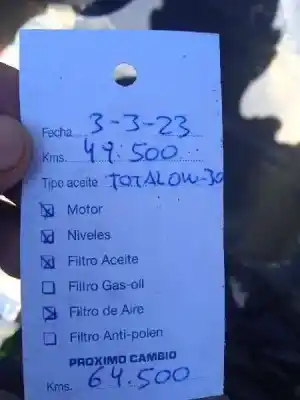 Fecha 3-3-23
Kms. 49.500
Tipo aceite TOTAL 0W-30
Motor
Niveles
Filtro Aceite
Filtro Gas-oil
Filtro de Aire
Filtro Anti-polen
PROXIMO CAMBIO
Kms. 64.500